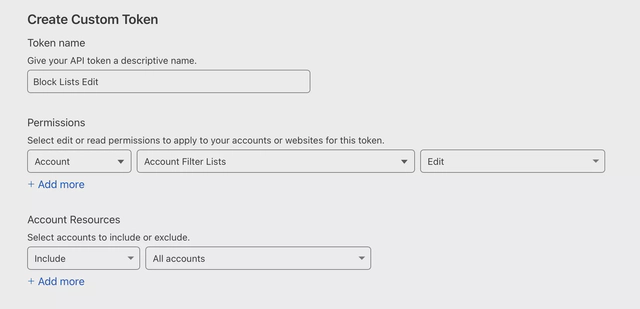 Create Custom Token
Token name
Give your API token a descriptive name.
Block Lists Edit
Permissions
Select edit or read permissions to apply to your accounts or websites for this token.
Account Account Filter Lists Edit
+ Add more
Account Resources
Select accounts to include or exclude.
Include All accounts
+ Add more